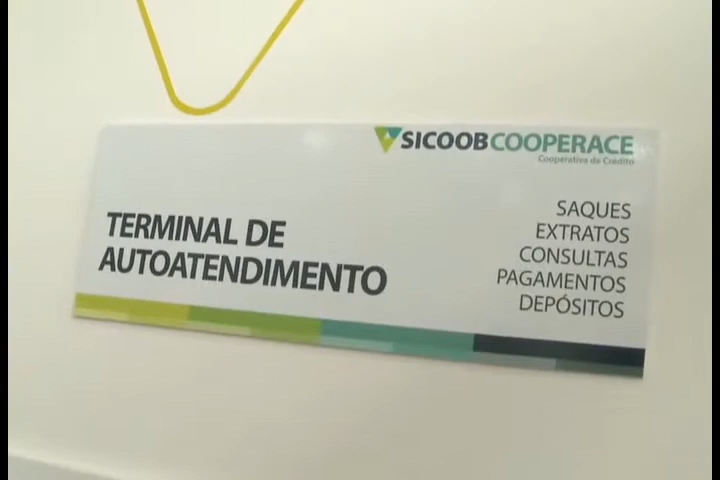 SICOOBCOOPERACE
Cooperativa de Crédito
TERMINAL DE
AUTOATENDIMENTO
SAQUES
EXTRATOS
CONSULTAS
PAGAMENTOS
DEPÓSITOS